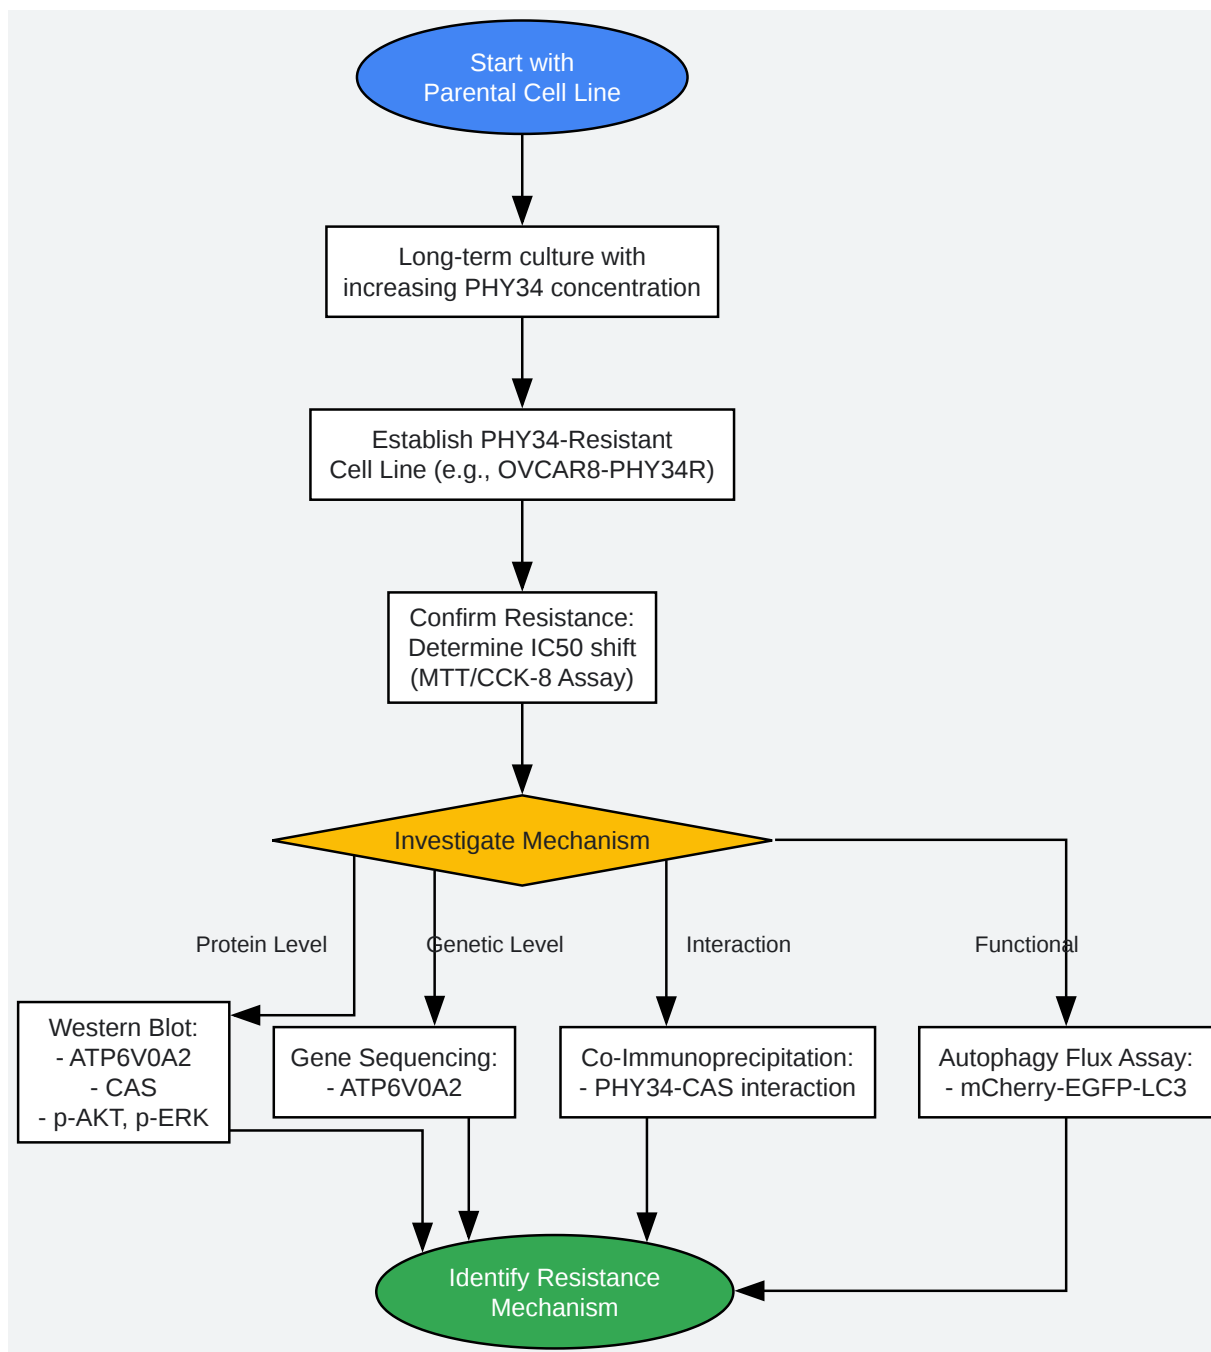 Start with
Parental Cell Line
Long-term culture with
increasing PHY34 concentration
Establish PHY34-Resistant
Cell Line (e.g., OVCAR8-PHY34R)
Confirm Resistance:
Determine IC50 shift
(MTT/CCK-8 Assay)
Investigate Mechanism
Protein Level
Genetic Level
Interaction
Functional
Western Blot:
- ATP6V0A2
- CAS
- p-AKT, p-ERK
Gene Sequencing:
- ATP6V0A2
Co-Immunoprecipitation:
- PHY34-CAS interaction
Autophagy Flux Assay:
- mCherry-EGFP-LC3
Identify Resistance
Mechanism